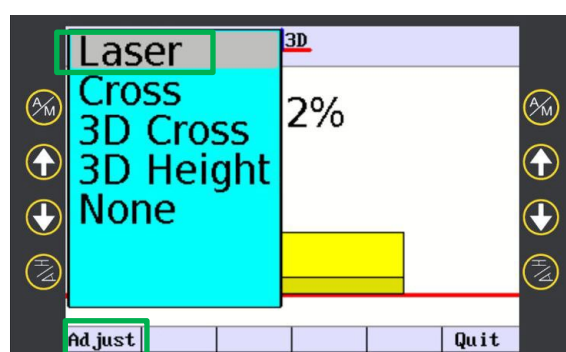 Laser
3D
Cross
2%
3D Cross
3D Height
None
A/M
A/M
Adjust
Quit